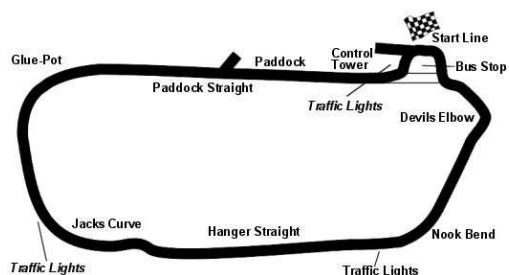 Start Line
Control
Tower
Paddock
Glue-Pot
Bus Stop
Paddock Straight
Traffic Lights
Devils Elbow
Jacks Curve
Hanger Straight
Nook Bend
Traffic Lights
Traffic Lights